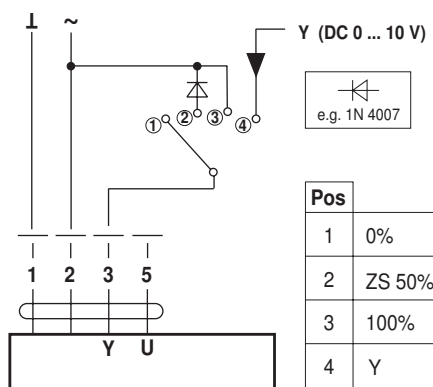 ⊥ ~
Y (DC 0 ... 10 V)
e.g. 1N 4007
① ② ③ ④
1 2 3 5
Y U
Pos
1 0%
2 ZS 50%
3 100%
4 Y